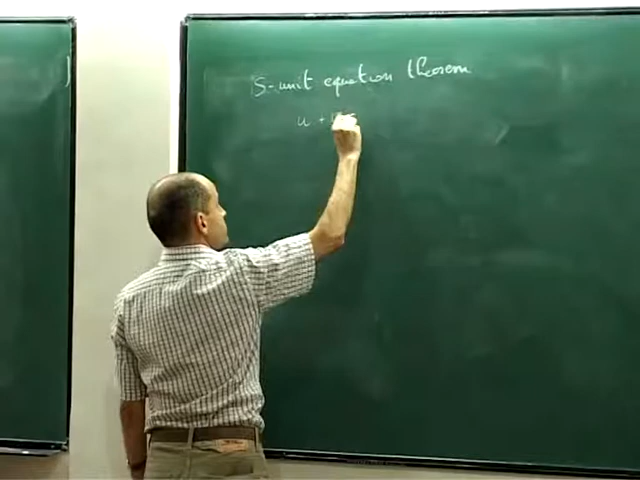 S-unit equation theorem
u +